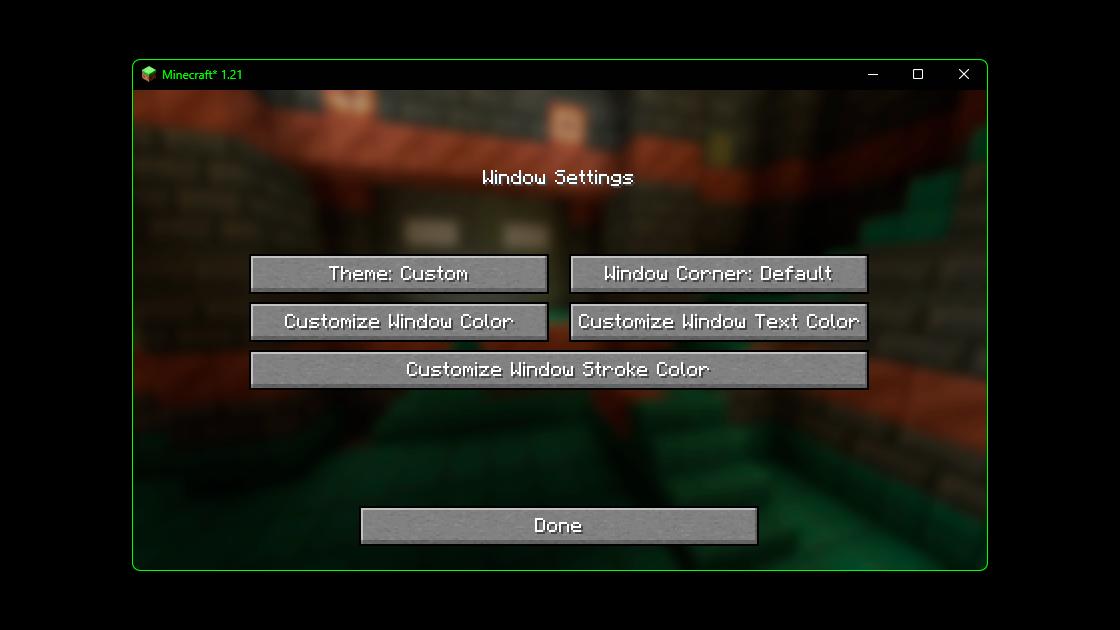 Minecraft* 1.21
Window Settings
Theme: Custom
Window Corner: Default
Customize Window Color
Customize Window Text Color
Customize Window Stroke Color
Done